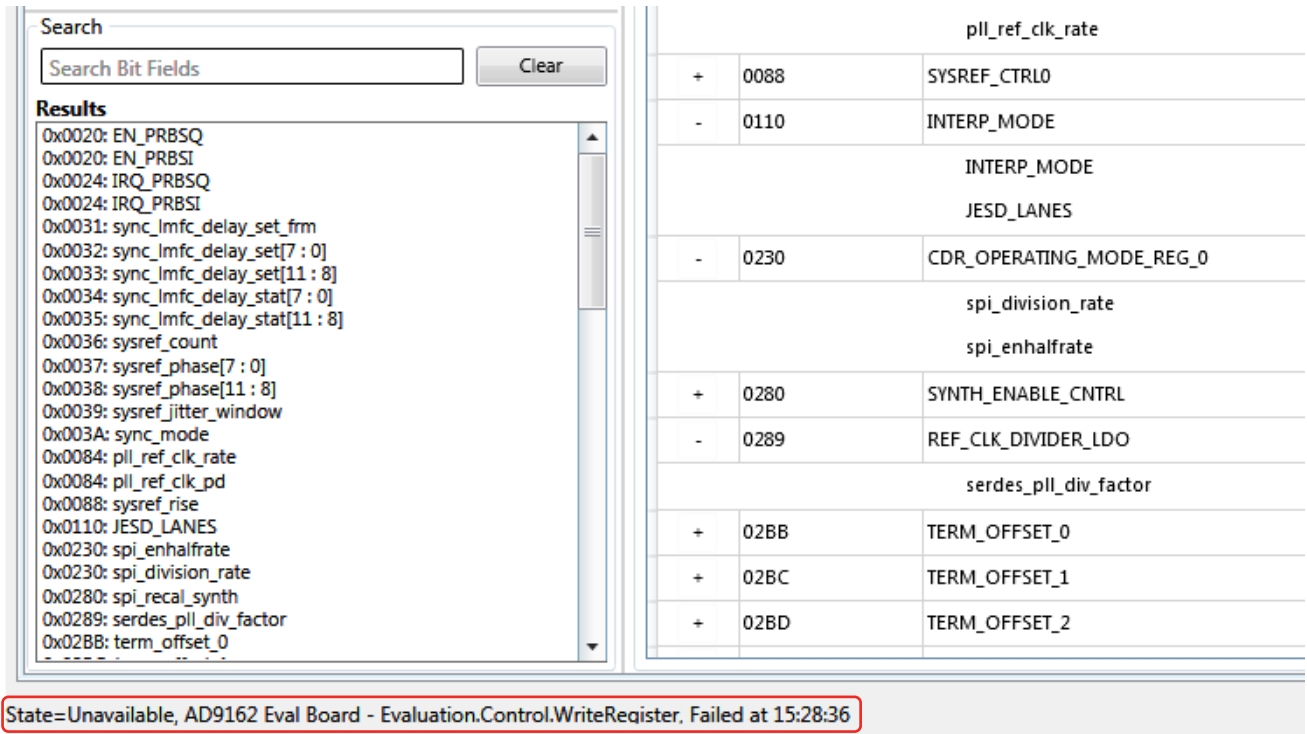 Search
Search Bit Fields
Clear
Results
0x0020: EN_PRBSQ
0x0020: EN_PRBSI
0x0024: IRQ_PRBSQ
0x0024: IRQ_PRBSI
0x0031: sync_lmfc_delay_set_frm
0x0032: sync_lmfc_delay_set[7 : 0]
0x0033: sync_lmfc_delay_set[11 : 8]
0x0034: sync_lmfc_delay_stat[7 : 0]
0x0035: sync_lmfc_delay_stat[11 : 8]
0x0036: sysref_count
0x0037: sysref_phase[7 : 0]
0x0038: sysref_phase[11 : 8]
0x0039: sysref_jitter_window
0x003A: sync_mode
0x0084: pll_ref_clk_rate
0x0084: pll_ref_clk_pd
0x0088: sysref_rise
0x0110: JESD_LANES
0x0230: spi_enhalfrate
0x0230: spi_division_rate
0x0280: spi_recal_synth
0x0289: serdes_pll_div_factor
0x02BB: term_offset_0
pll_ref_clk_rate
+ 0088 SYSREF_CTRL0
- 0110 INTERP_MODE
INTERP_MODE
JESD_LANES
- 0230 CDR_OPERATING_MODE_REG_0
spi_division_rate
spi_enhalfrate
+ 0280 SYNTH_ENABLE_CNTRL
- 0289 REF_CLK_DIVIDER_LDO
serdes_pll_div_factor
+ 02BB TERM_OFFSET_0
+ 02BC TERM_OFFSET_1
+ 02BD TERM_OFFSET_2
State=Unavailable, AD9162 Eval Board - Evaluation.Control.WriteRegister, Failed at 15:28:36